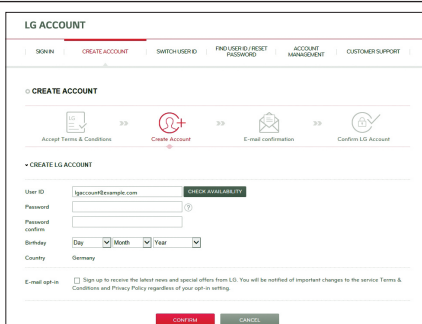 LG ACCOUNT
SIGN IN
CREATE ACCOUNT
SWITCH USER ID
FIND USER ID / RESET
PASSWORD
ACCOUNT
MANAGEMENT
CUSTOMER SUPPORT
CREATE ACCOUNT
Accept Terms & Conditions
Create Account
E-mail confirmation
Confirm LG Account
CREATE LG ACCOUNT
User ID
lgaccount@example.com
CHECK AVAILABILITY
Password
?
Password
confirm
Birthday
Day
Month
Year
Country
Germany
E-mail opt-in
Sign up to receive the latest news and special offers from LG. You will be notified of important changes to the service Terms &
Conditions and Privacy Policy regardless of your opt-in setting.
CONFIRM
CANCEL